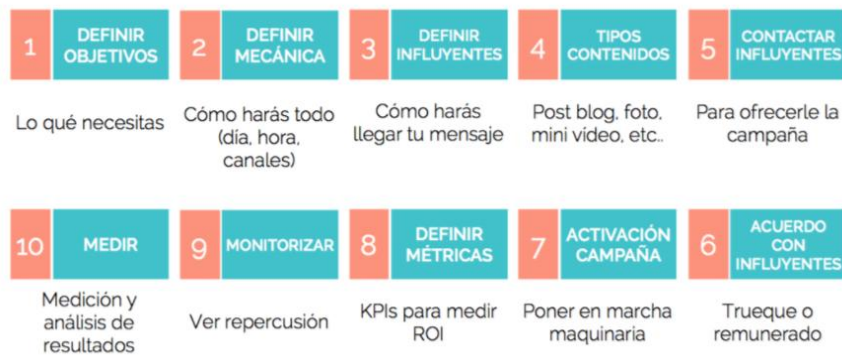 1
DEFINIR
OBJETIVOS
Lo qué necesitas
2
DEFINIR
MECÁNICA
Cómo harás todo
(día, hora,
canales)
3
DEFINIR
INFLUYENTES
Cómo harás
llegar tu mensaje
4
TIPOS
CONTENIDOS
Post blog, foto,
mini vídeo, etc..
5
CONTACTAR
INFLUYENTES
Para ofrecerle la
campaña
10
MEDIR
Medición y
análisis de
resultados
9
MONITORIZAR
Ver repercusión
8
DEFINIR
MÉTRICAS
KPIs para medir
ROI
7
ACTIVACIÓN
CAMPAÑA
Poner en marcha
maquinaria
6
ACUERDO
CON
INFLUYENTES
Trueque o
remunerado